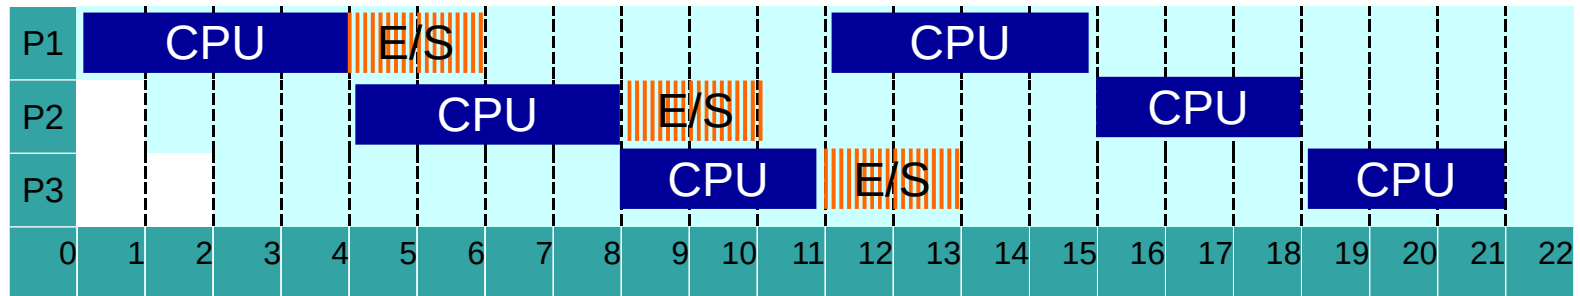 P1 CPU E/S CPU
P2 CPU E/S CPU
P3 CPU E/S CPU
0 1 2 3 4 5 6 7 8 9 10 11 12 13 14 15 16 17 18 19 20 21 22